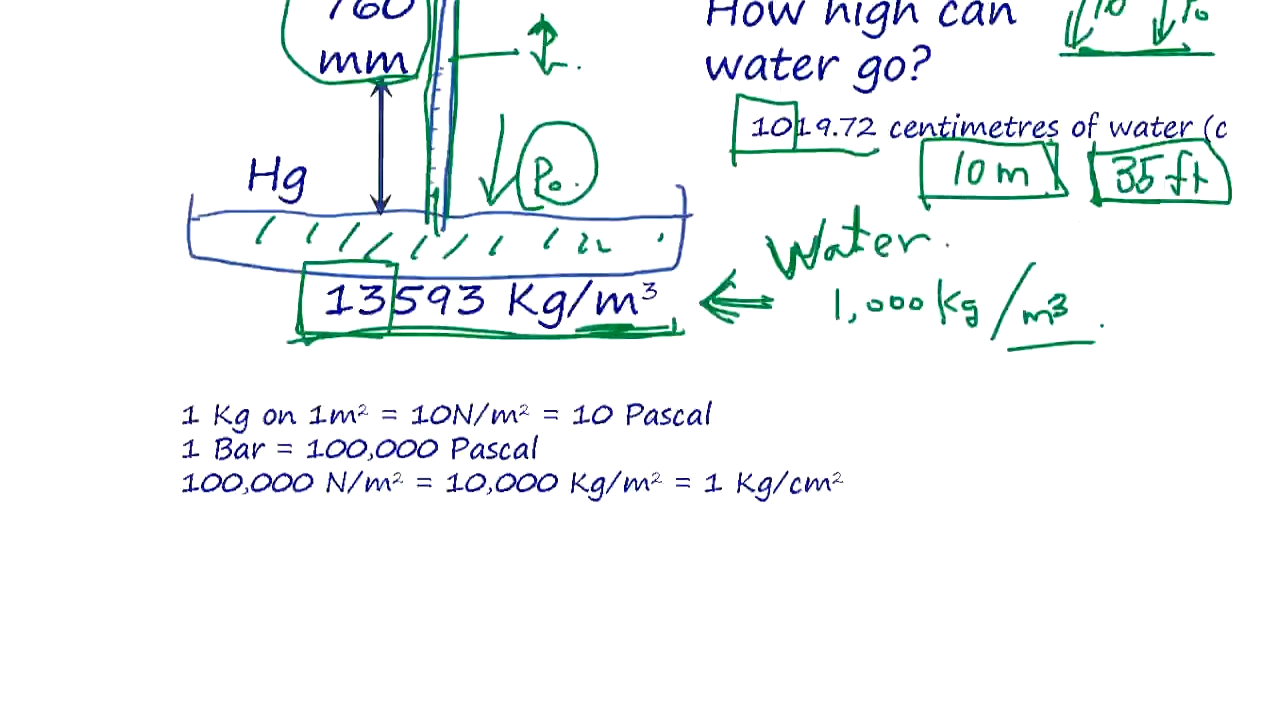 760
mm
How high can
water go?
1019.72 centimetres of water (c
10 m
35 ft
Hg
P₀.
Water.
13593 Kg/m³
1,000 kg/m³.
1 Kg on 1m² = 10N/m² = 10 Pascal
1 Bar = 100,000 Pascal
100,000 N/m² = 10,000 Kg/m² = 1 Kg/cm²